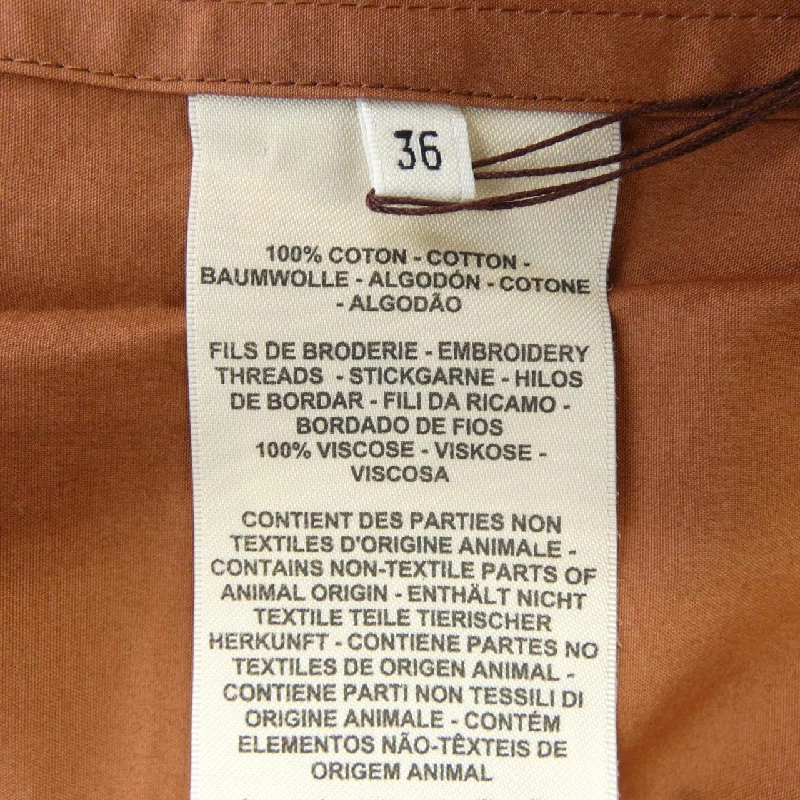 36
100% COTON - COTTON -
BAUMWOLLE - ALGODÓN - COTONE
- ALGODÃO
FILS DE BRODERIE - EMBROIDERY
THREADS - STICKGARNE - HILOS
DE BORDAR - FILI DA RICAMO -
BORDADO DE FIOS
100% VISCOSE - VISKOSE -
VISCOSA
CONTIENT DES PARTIES NON
TEXTILES D'ORIGINE ANIMALE -
CONTAINS NON-TEXTILE PARTS OF
ANIMAL ORIGIN - ENTHÄLT NICHT
TEXTILE TEILE TIERISCHER
HERKUNFT - CONTIENE PARTES NO
TEXTILES DE ORIGEN ANIMAL -
CONTIENE PARTI NON TESSILI DI
ORIGINE ANIMALE - CONTÉM
ELEMENTOS NÃO-TÊXTEIS DE
ORIGEM ANIMAL